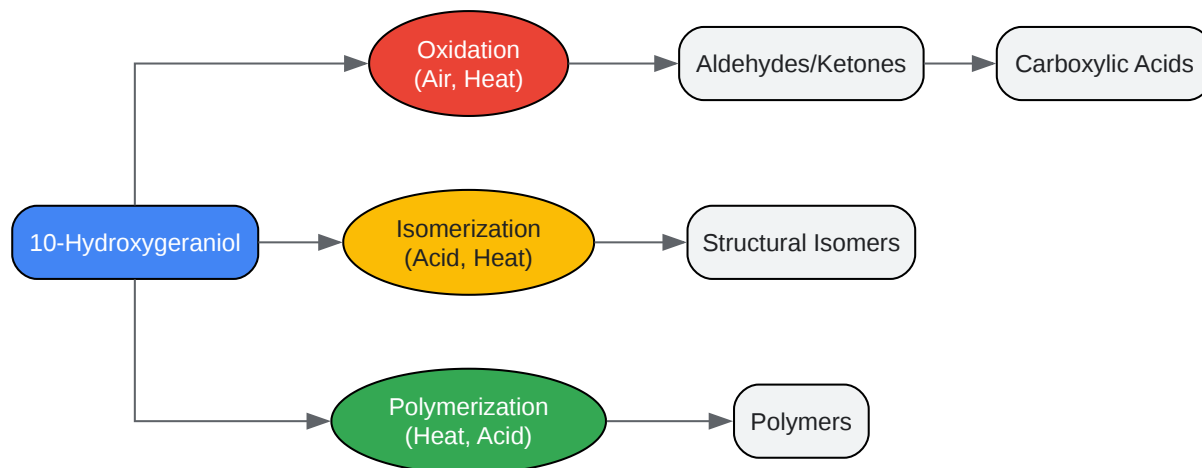 Oxidation
(Air, Heat)
Aldehydes/Ketones
Carboxylic Acids
10-Hydroxygeraniol
Isomerization
(Acid, Heat)
Structural Isomers
Polymerization
(Heat, Acid)
Polymers